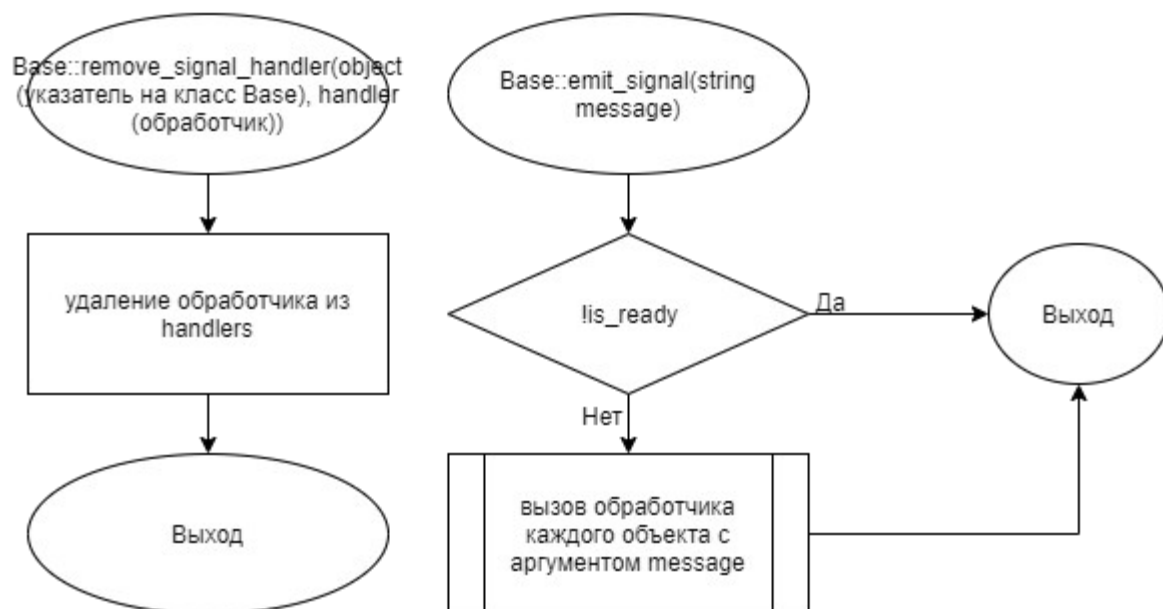 Base::remove_signal_handler(object
(указатель на класс Base), handler
(обработчик))
удаление обработчика из
handlers
Выход
Base::emit_signal(string
message)
!is_ready
Да
Выход
Нет
вызов обработчика
каждого объекта с
аргументом message